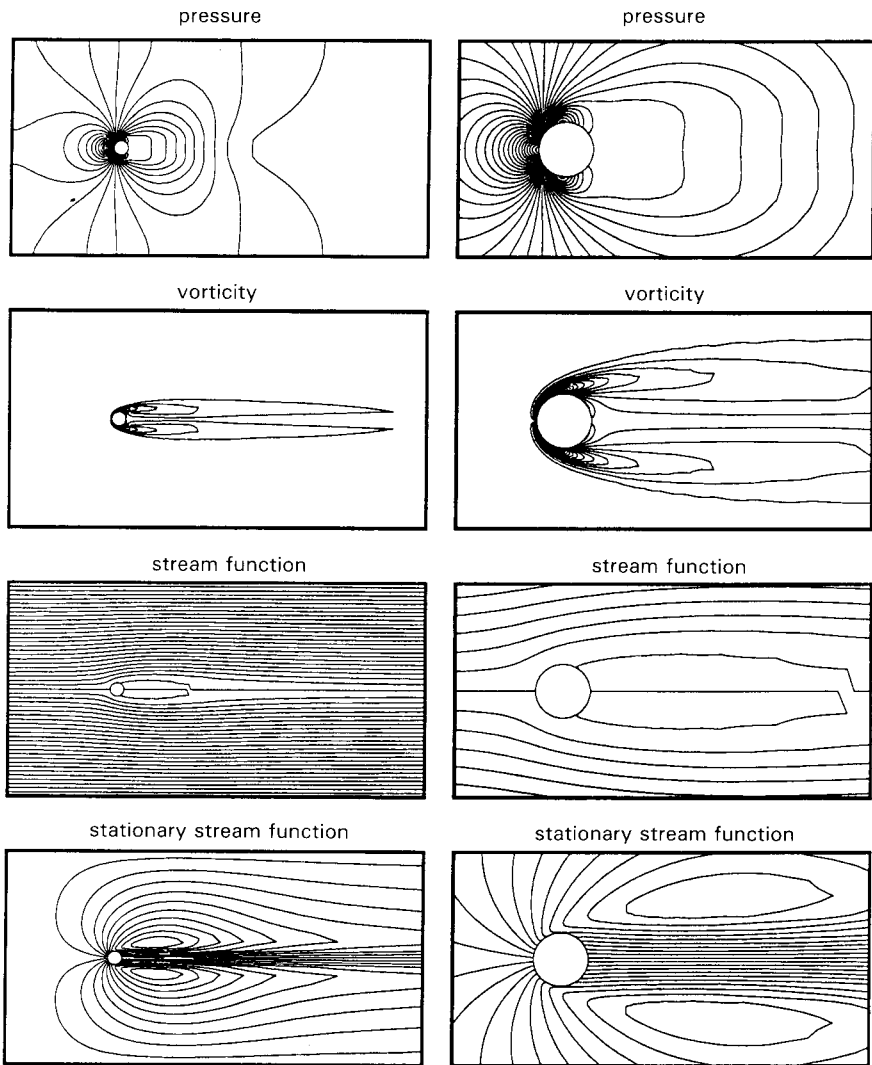 pressure
pressure
vorticity
vorticity
stream function
stream function
stationary stream function
stationary stream function